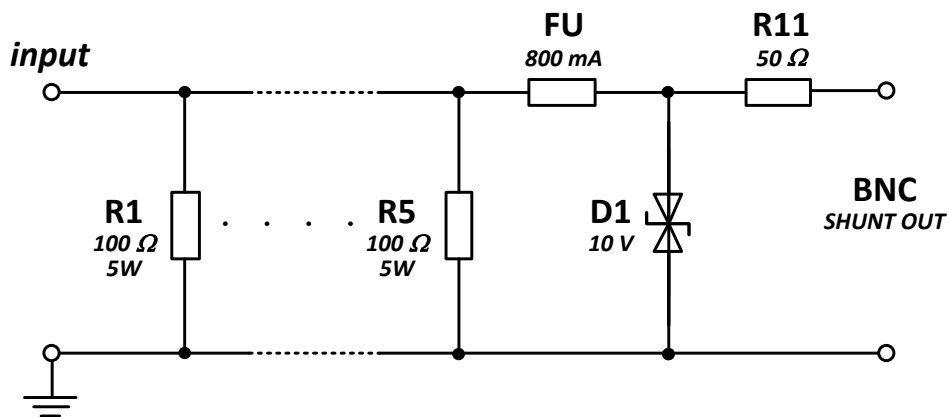 input
FU
800 mA
R11
50 Ω
R1
100 Ω
5W
. . . .
R5
100 Ω
5W
D1
10 V
BNC
SHUNT OUT